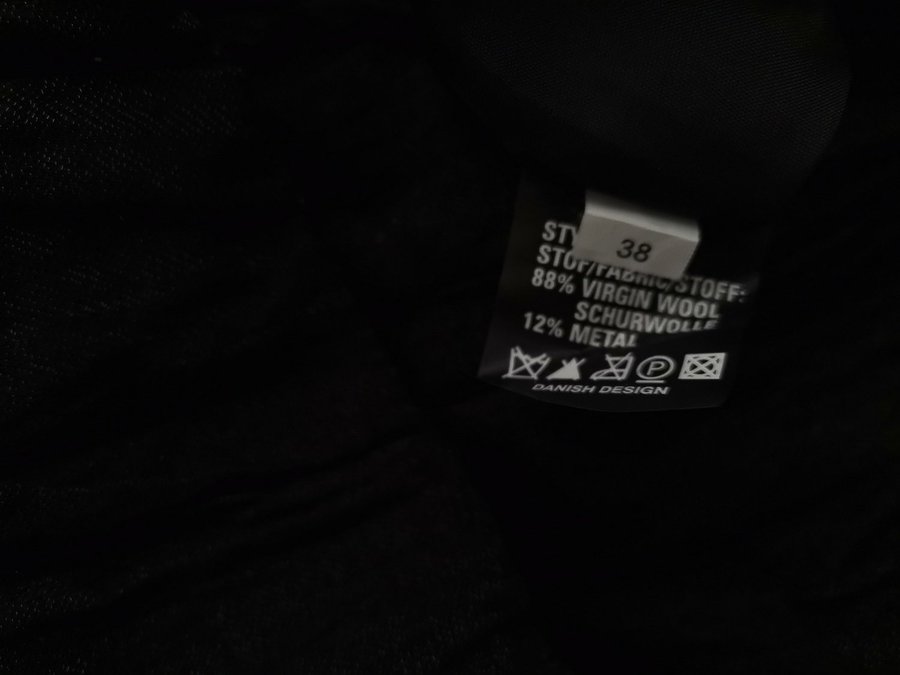 38
STOF/FABRIC/STOFF:
88% VIRGIN WOOL
SCHURWOLLE
12% METAL
P
DANISH DESIGN